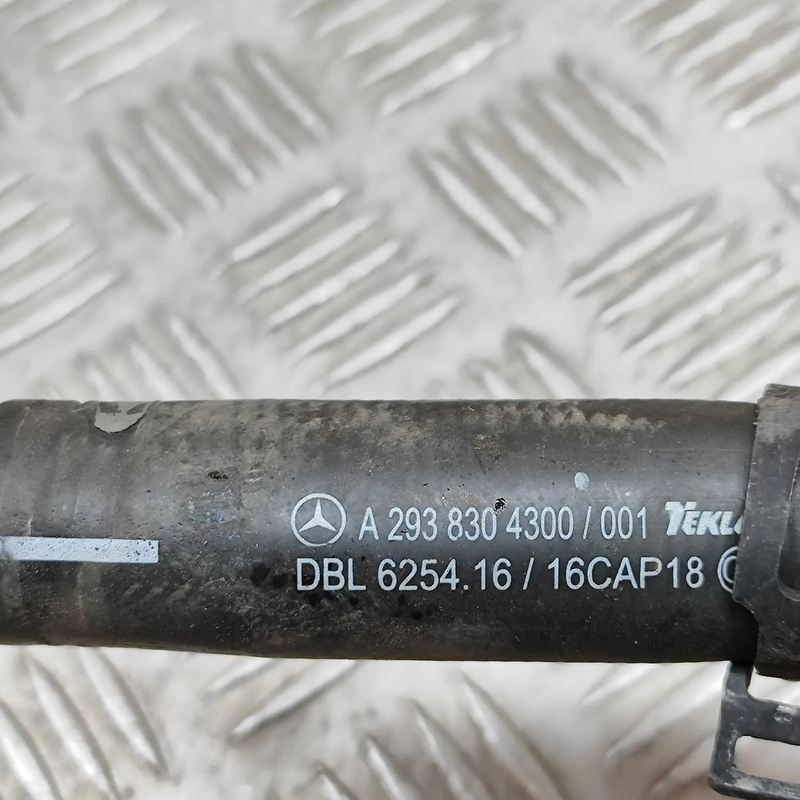 A 293 830 4300 / 001
DBL 6254.16 / 16CAP18